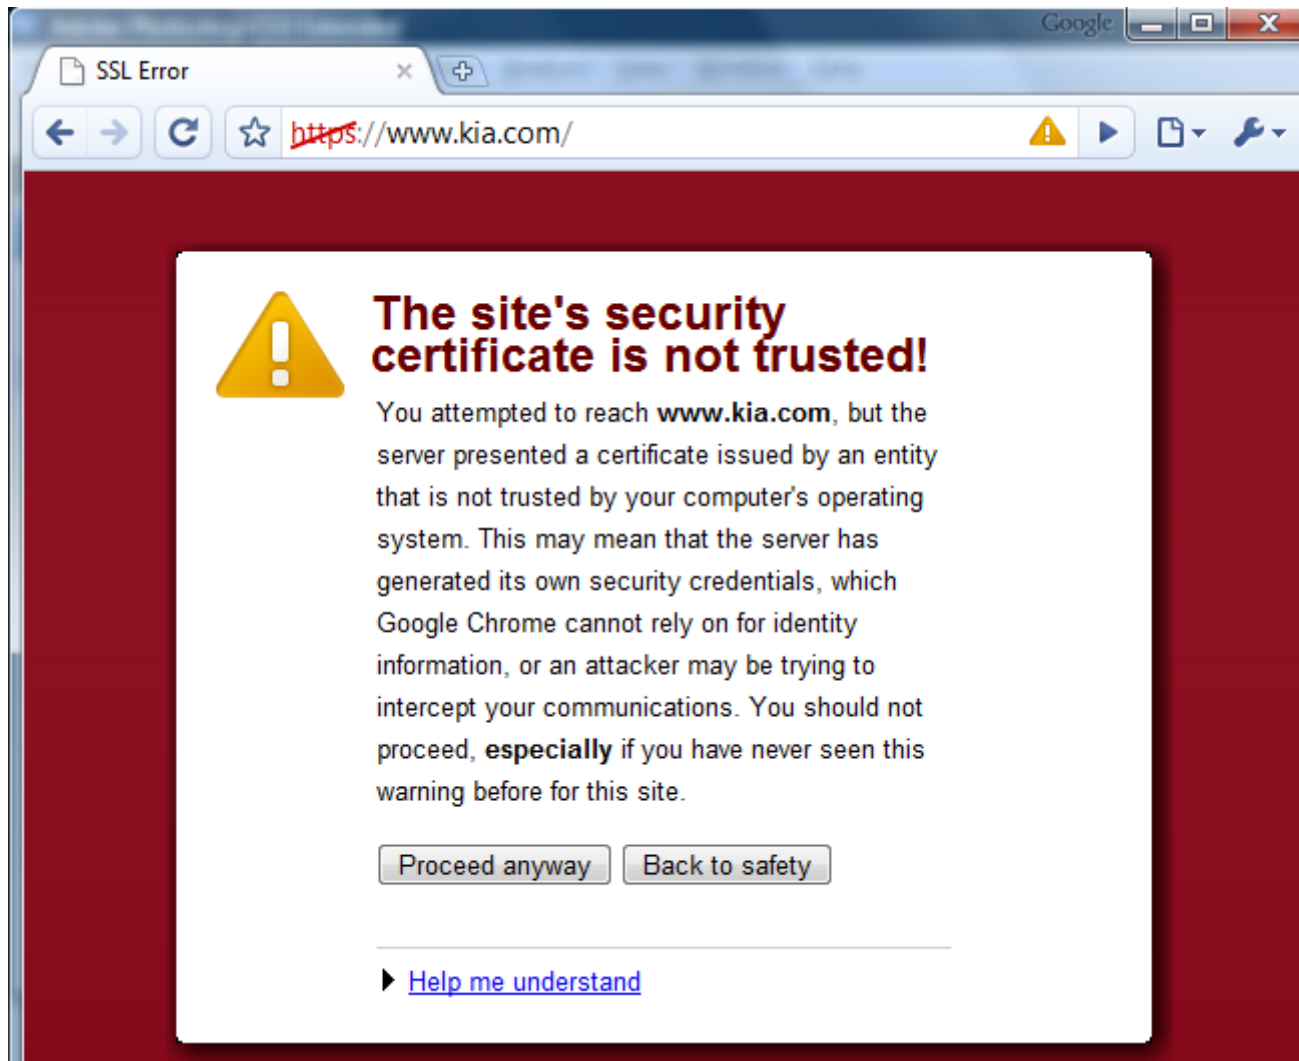 Google
SSL Error
https://www.kia.com/
The site's security
certificate is not trusted!
You attempted to reach www.kia.com, but the
server presented a certificate issued by an entity
that is not trusted by your computer's operating
system. This may mean that the server has
generated its own security credentials, which
Google Chrome cannot rely on for identity
information, or an attacker may be trying to
intercept your communications. You should not
proceed, especially if you have never seen this
warning before for this site.
Proceed anyway Back to safety
Help me understand